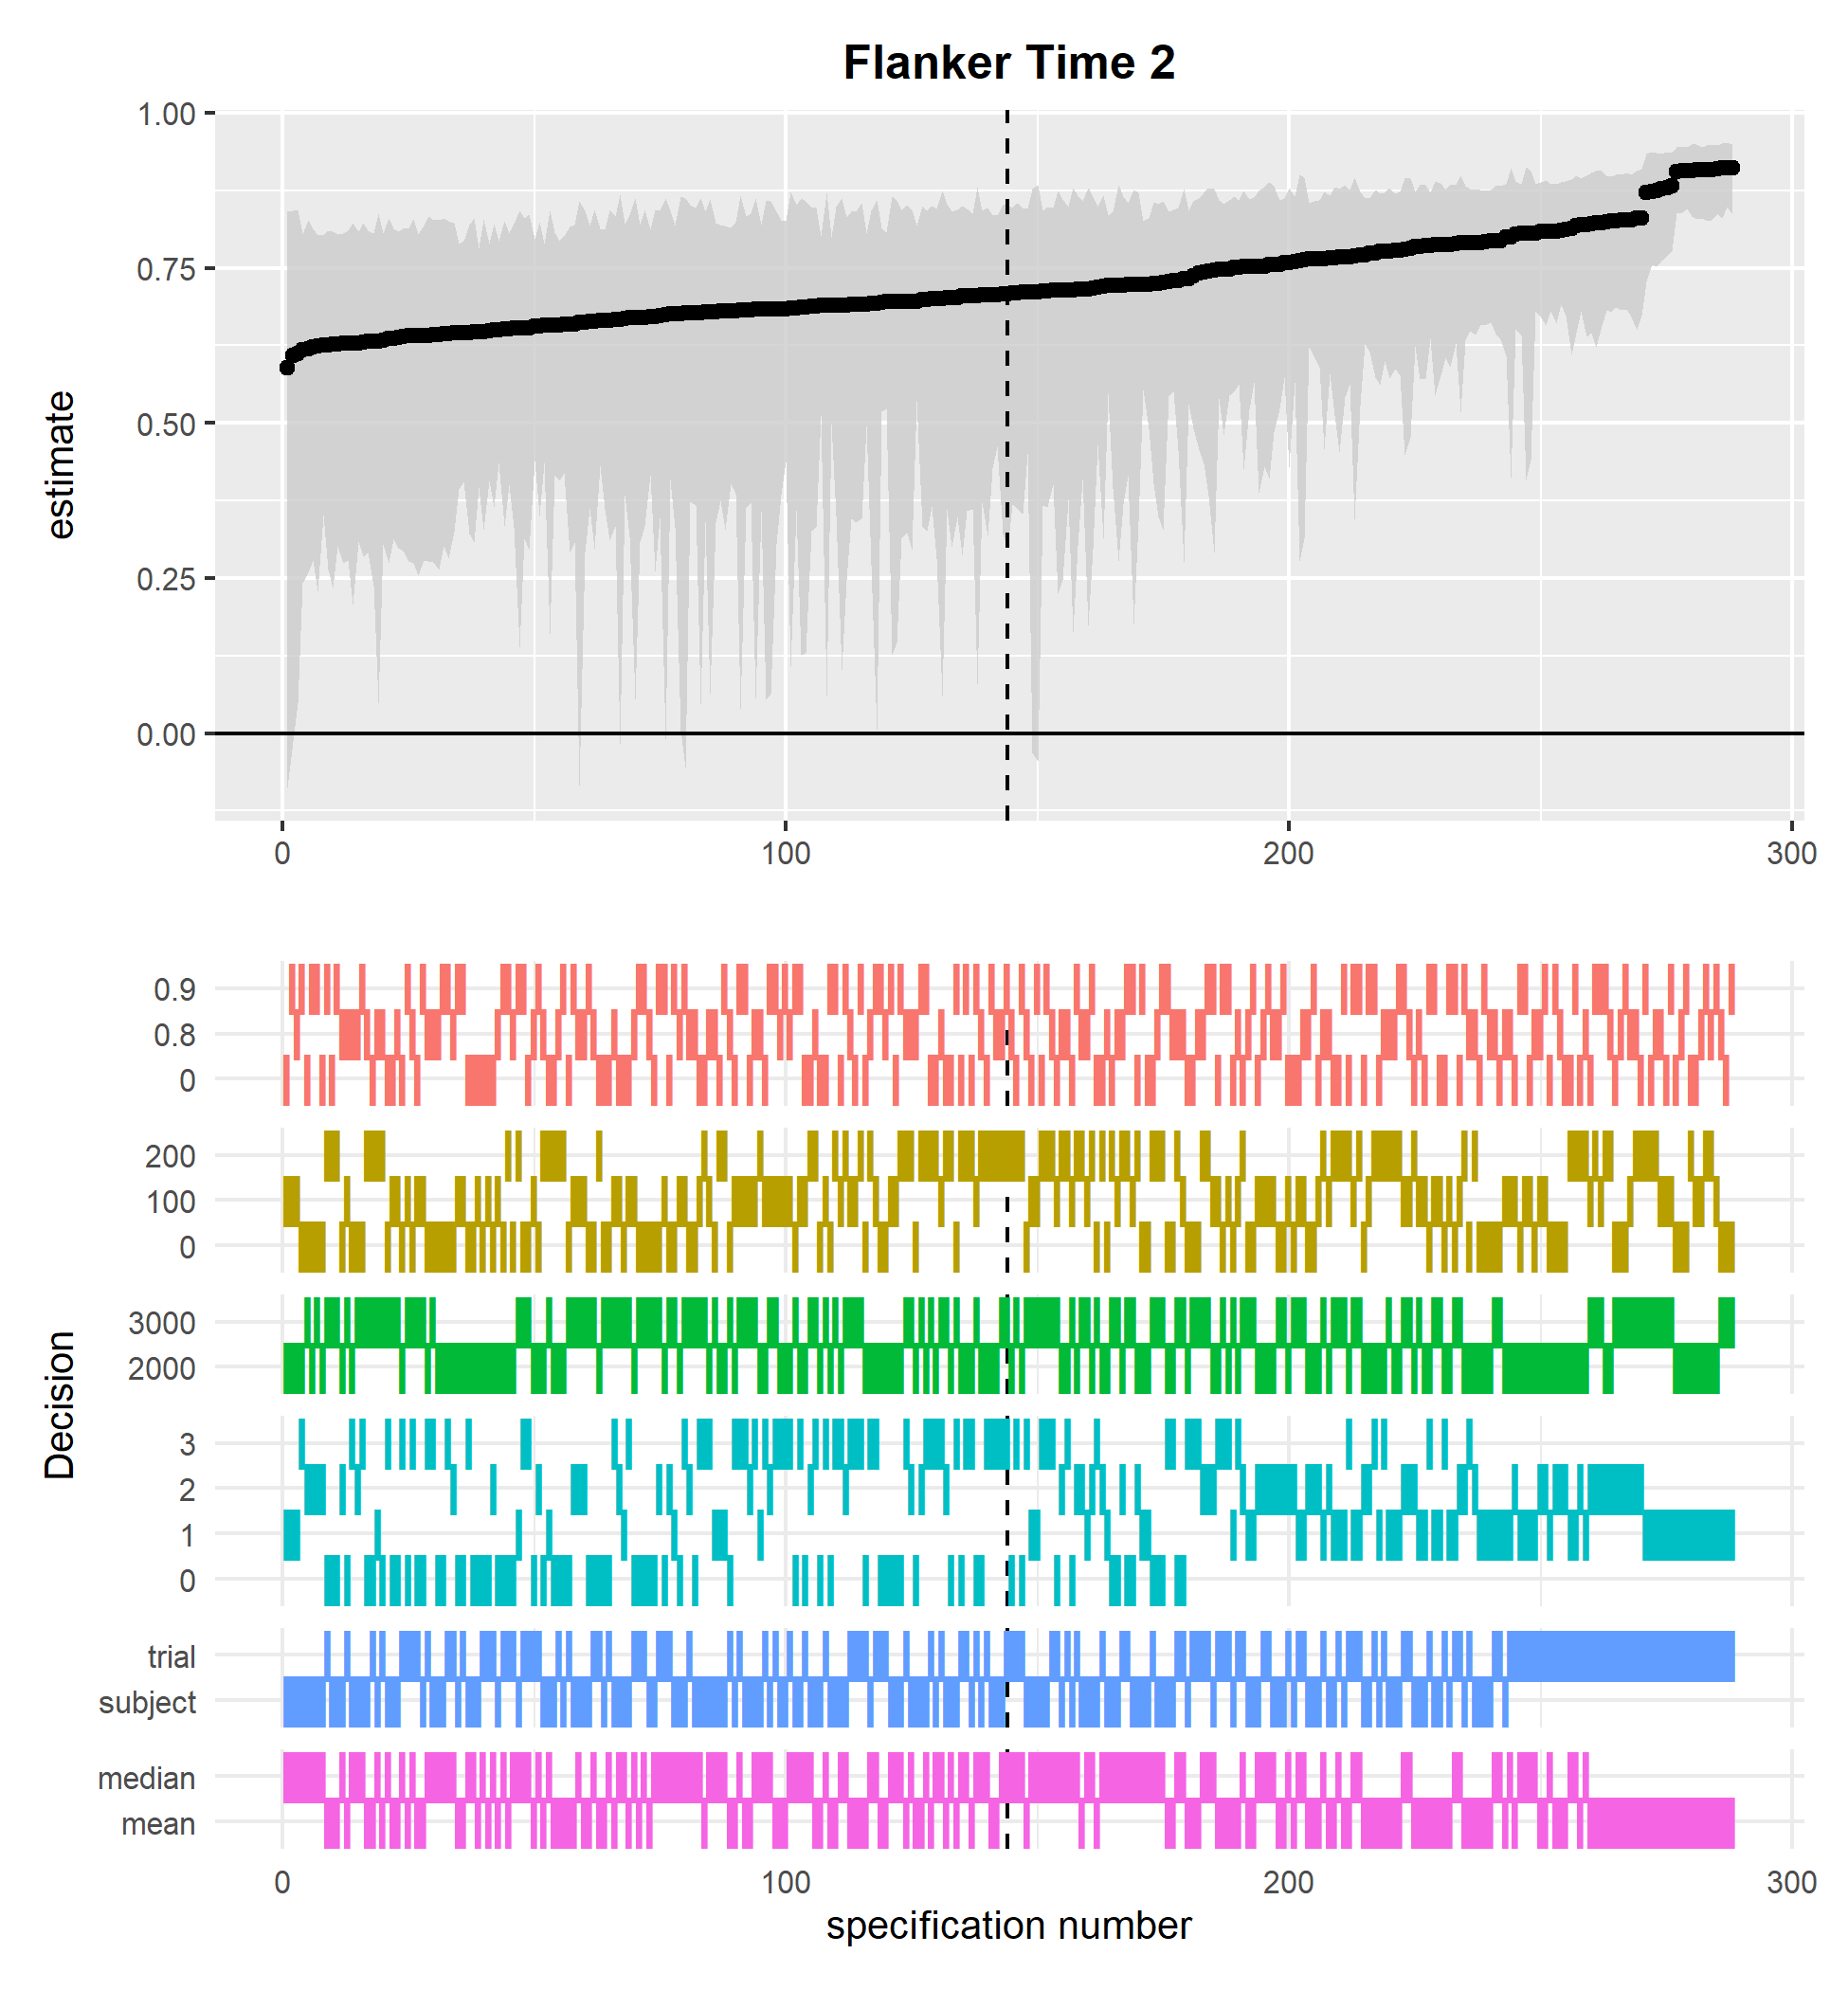 Flanker Time 2
1.00
0.75
0.50
0.25
0.00
estimate
0 100 200 300
0.9
0.8
0
200
100
0
3000
2000
3
2
1
0
trial
subject
median
mean
Decision
0 100 200 300
specification number